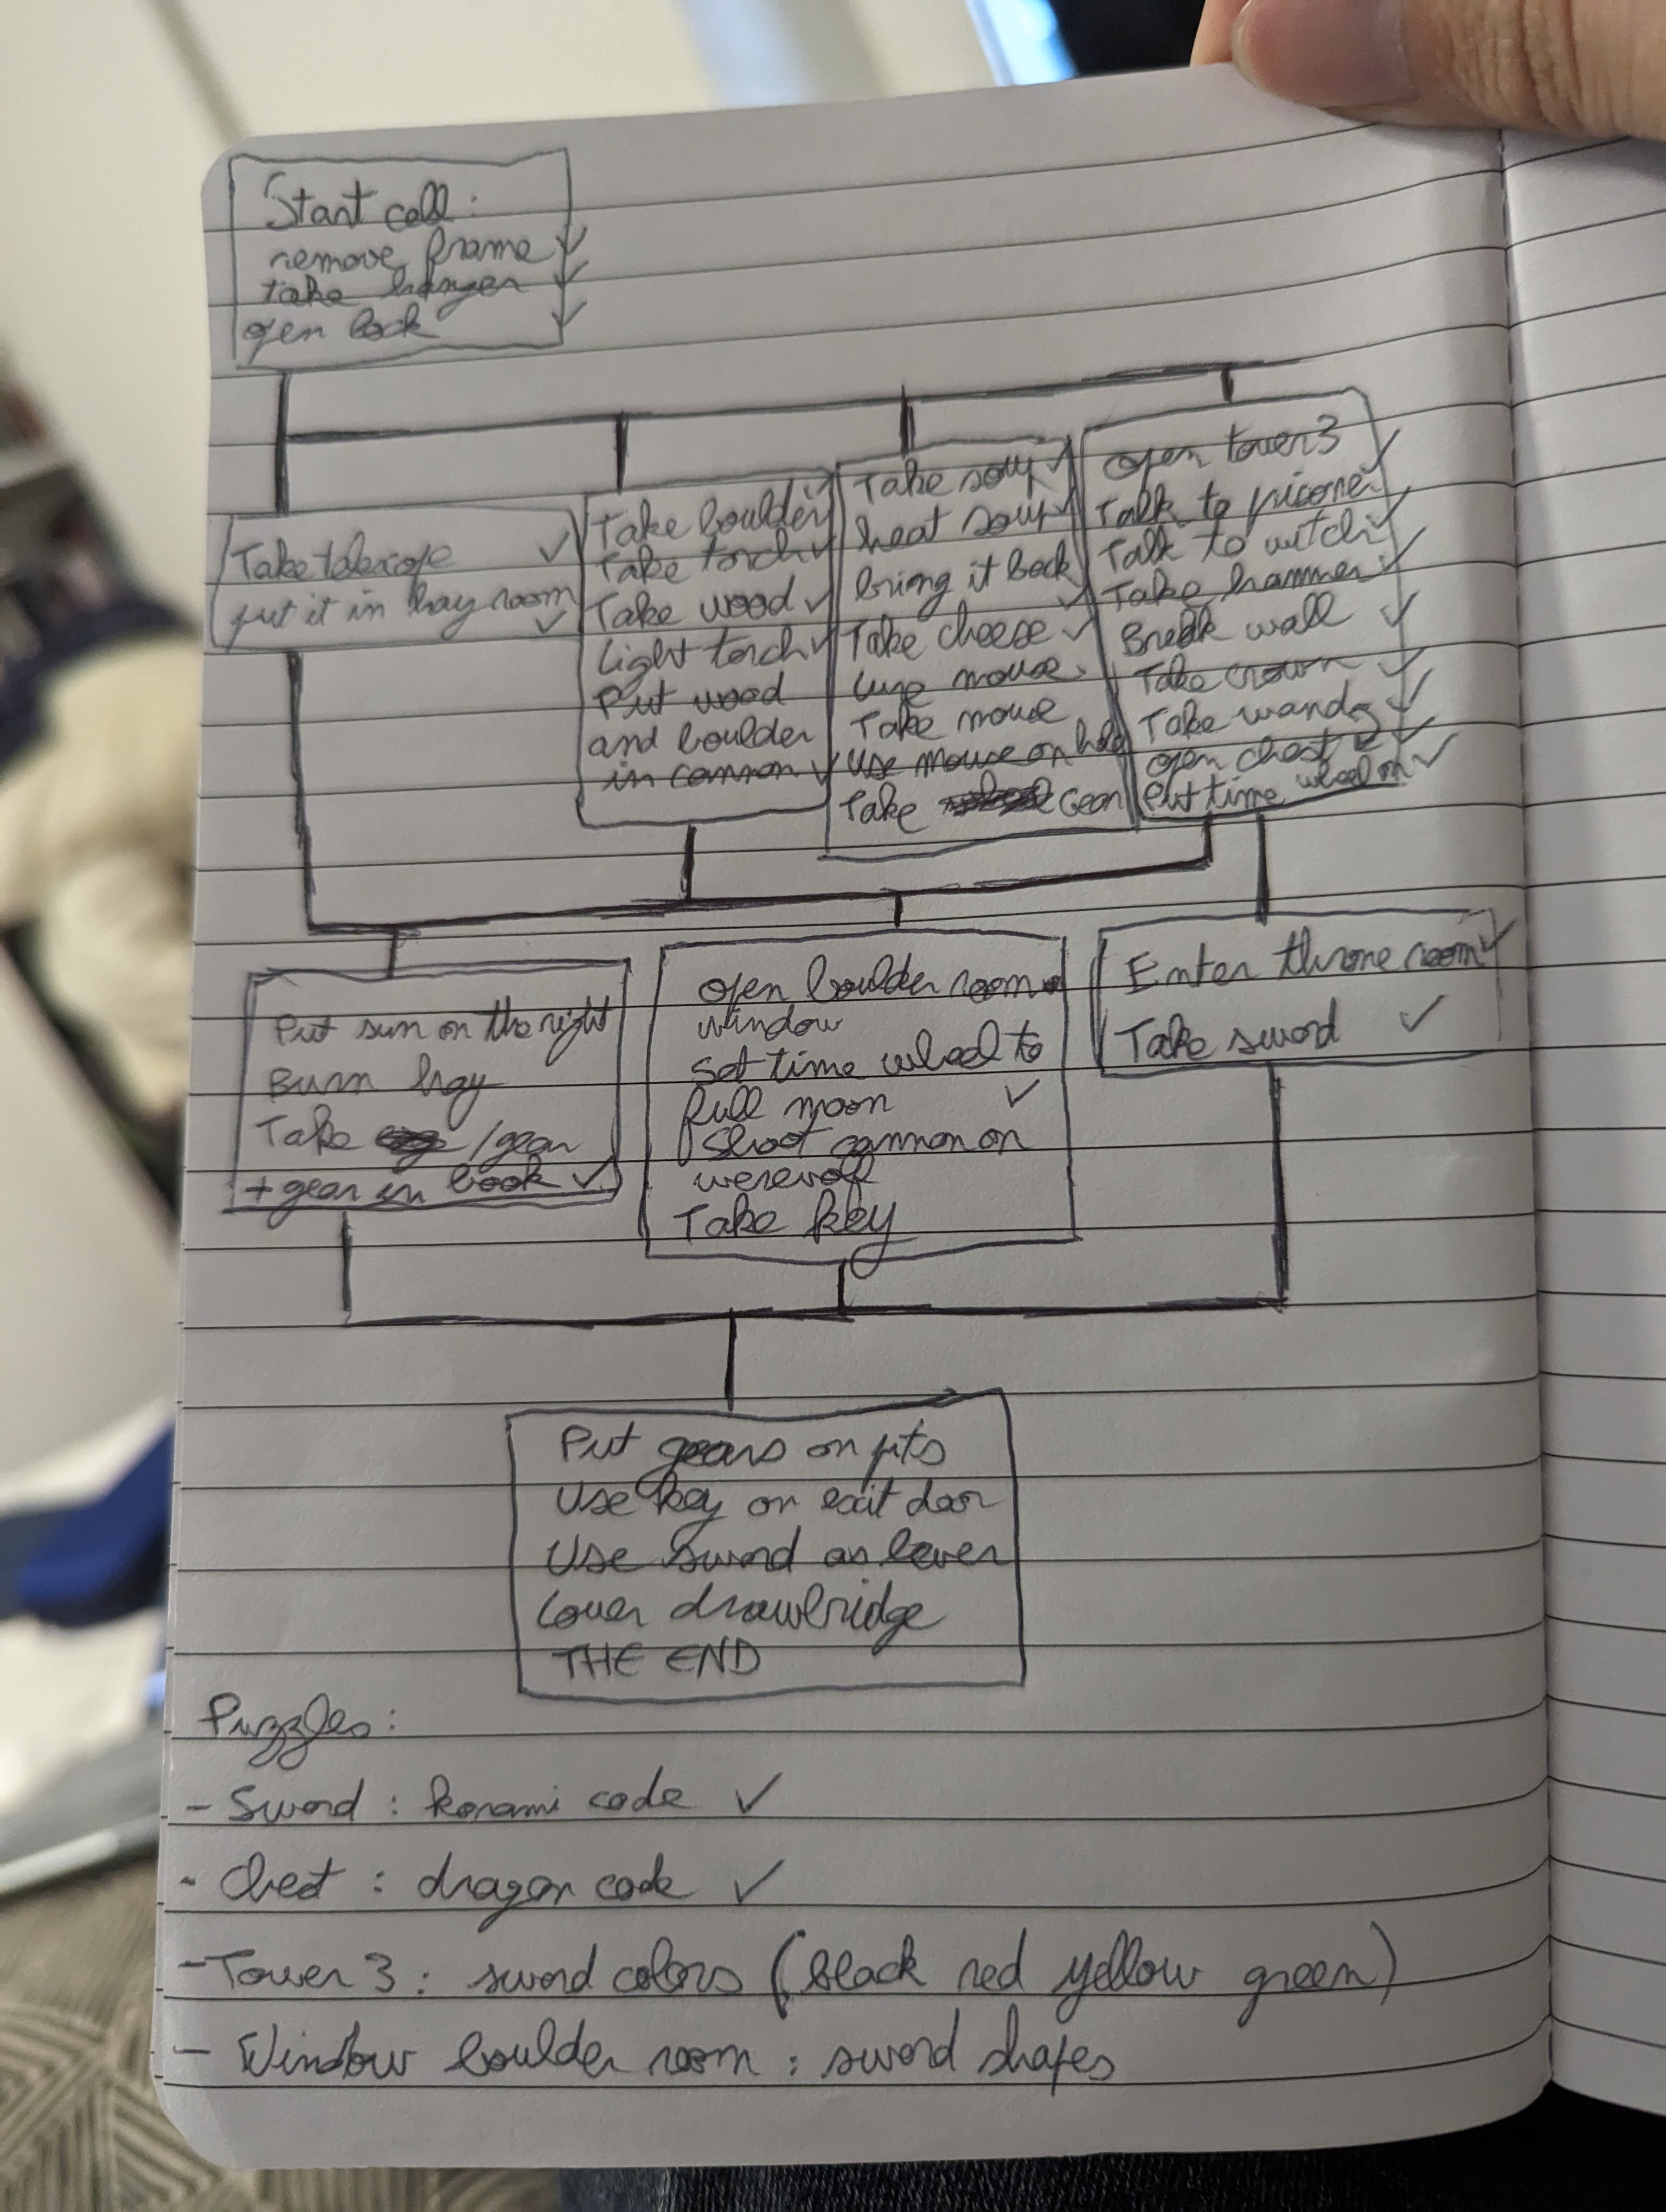 Start cell :
remove frame ✓
take hanger ✓
open lock ✓
Take telescope ✓
put it in hay room ✓
Take boulder ✓
Take torch ✓
Take wood ✓
Light torch ✓
Put wood
and boulder
in cannon ✓
Take soup ✓
heat soup ✓
bring it back ✓
Take cheese ✓
Lure mouse
Take mouse
Use mouse on hole
Take Gear
open tower 3 ✓
Talk to prisoner ✓
Talk to witch ✓
Take hammer ✓
Break wall ✓
Take crown ✓
Take wand ✓
open chest ✓
Put time wheel on ✓
Put sun on the right
Burn hay
Take /gear
+ gear in book ✓
open boulder room
window
Set time wheel to
full moon ✓
Shoot cannon on
werewolf
Take key
Enter throne room ✓
Take sword ✓
Put gears on pits
Use key on exit door
Use sword as lever
Lower drawbridge
THE END
Puzzles :
- Sword : konami code ✓
- Chest : dragon code ✓
- Tower 3 : sword colors (black red yellow green)
- Window boulder room : sword shapes